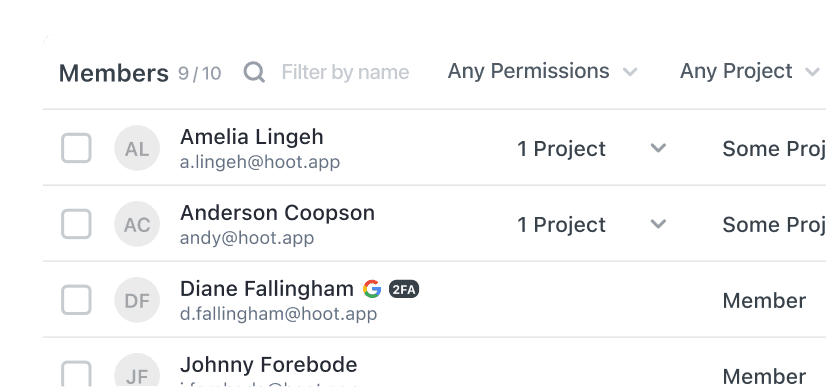 Members 9/10 Filter by name Any Permissions Any Project
AL Amelia Lingeh 1 Project Some Proj
a.lingeh@hoot.app
AC Anderson Coopson 1 Project Some Proj
andy@hoot.app
DF Diane Fallingham 2FA Member
d.fallingham@hoot.app
JF Johnny Forebode Member